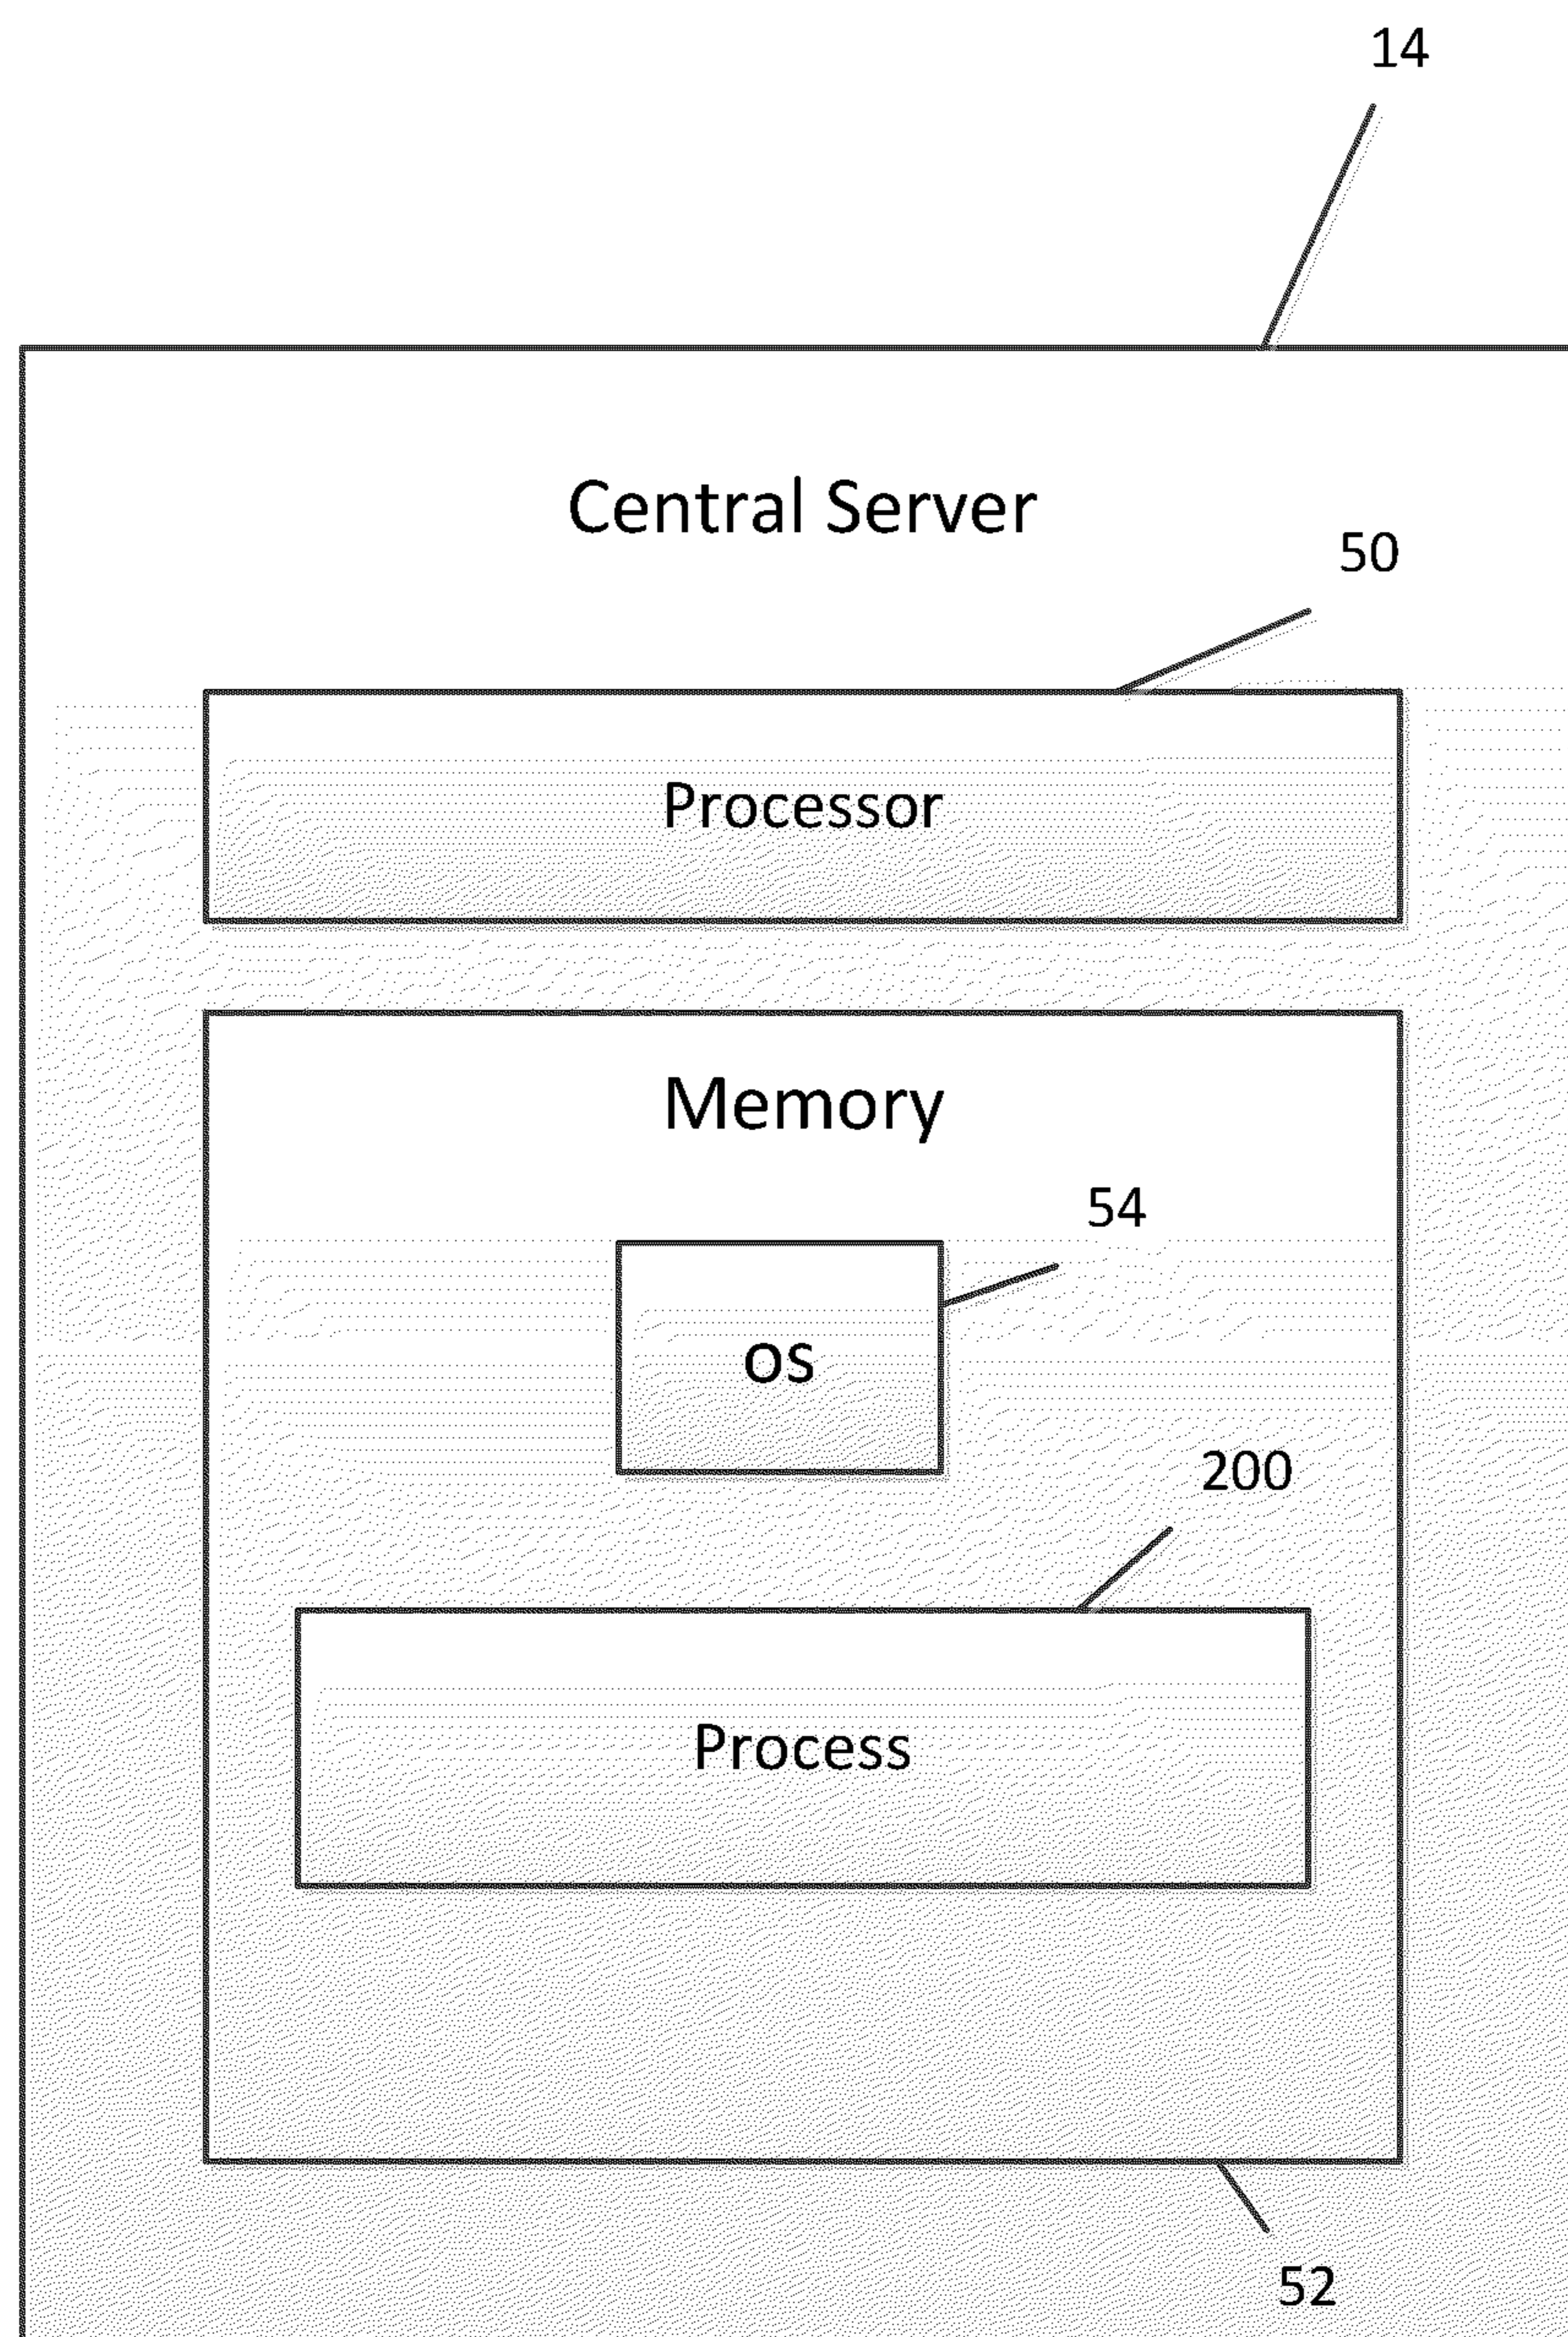 14
Central Server
50
Processor
Memory
54
OS
200
Process
52